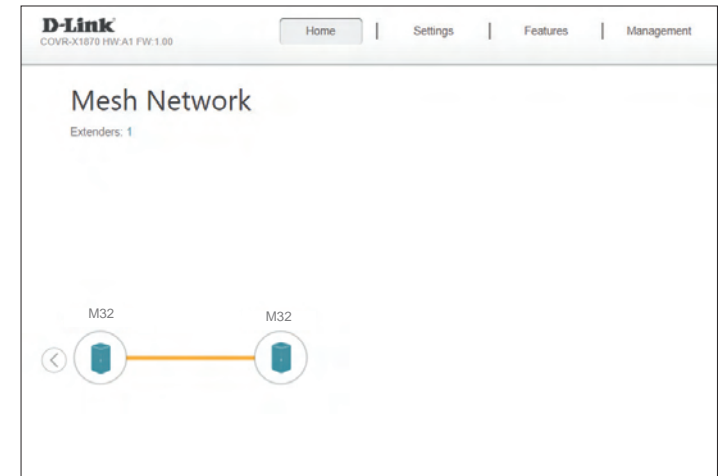 D-Link
COVR-X1870 HW:A1 FW:1.00
Home | Settings | Features | Management
Mesh Network
Extenders: 1
M32 M32